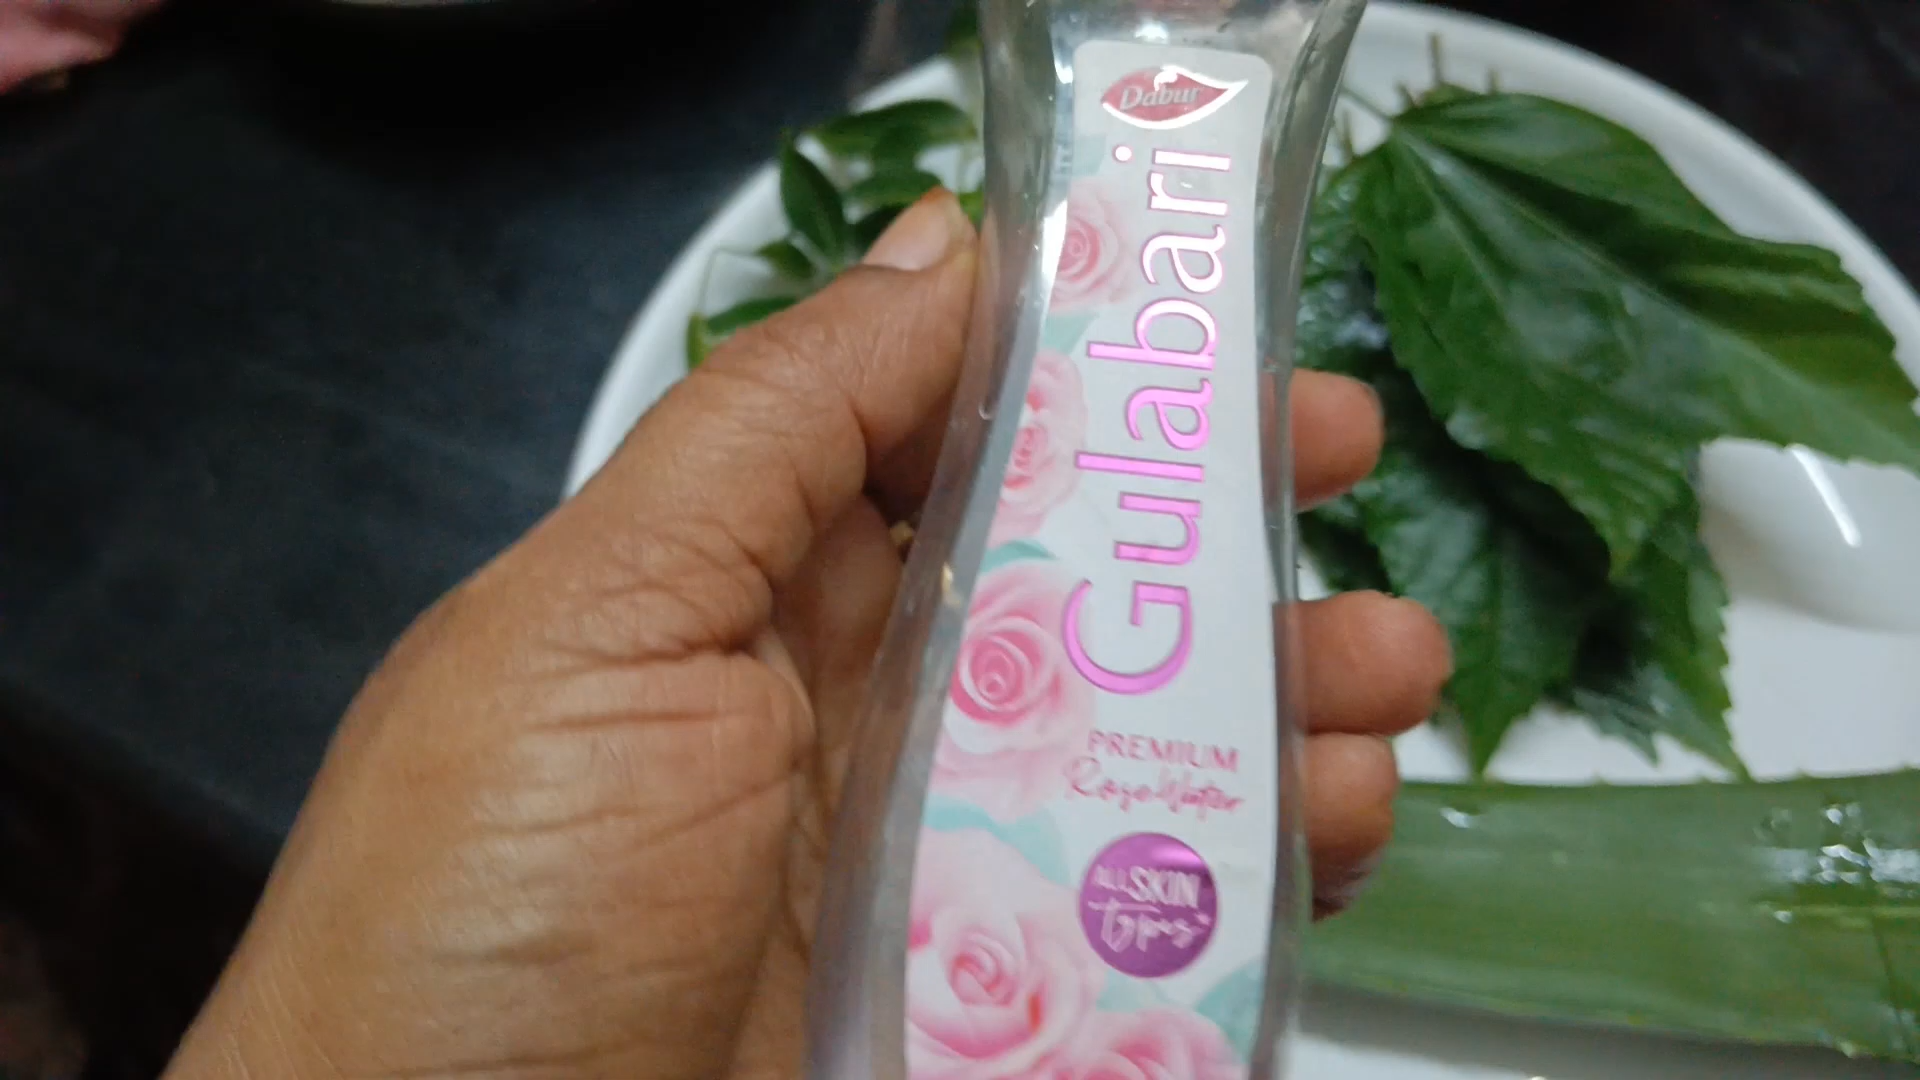 Dabur
Gulabari
PREMIUM
Rose Water
ALL SKIN
Types*